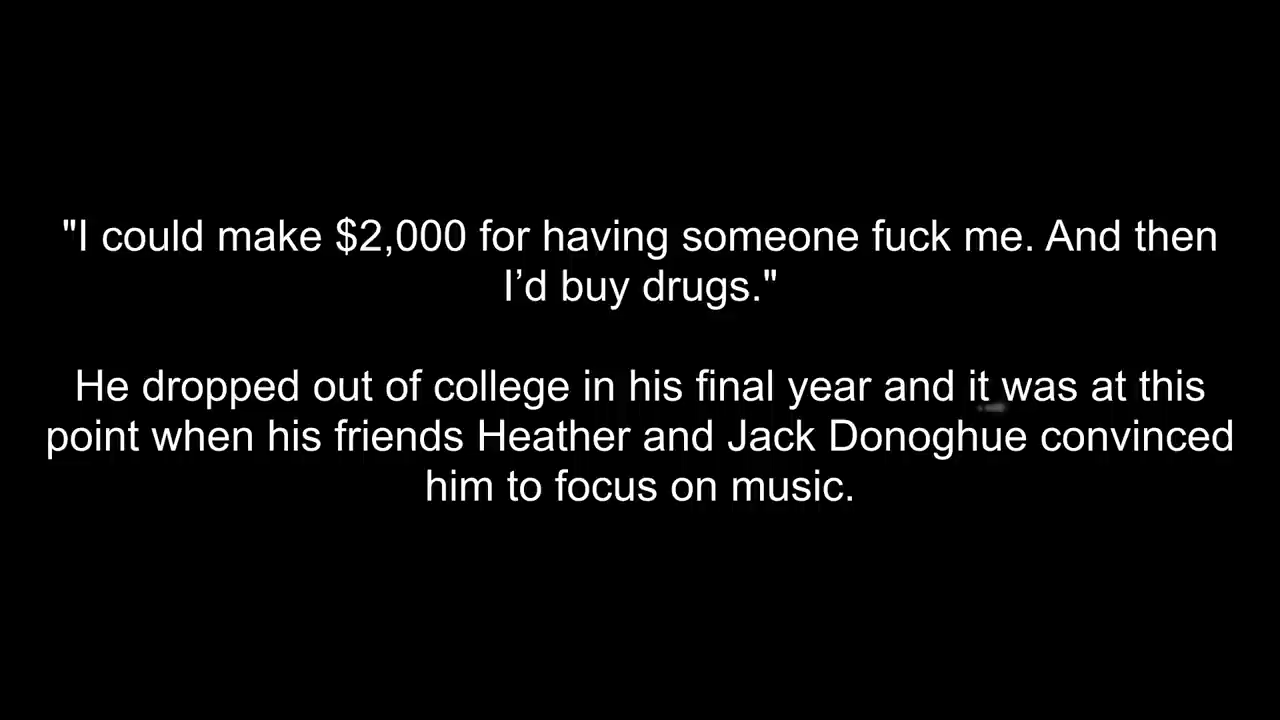 "I could make $2,000 for having someone fuck me. And then
I’d buy drugs."
He dropped out of college in his final year and it was at this
point when his friends Heather and Jack Donoghue convinced
him to focus on music.